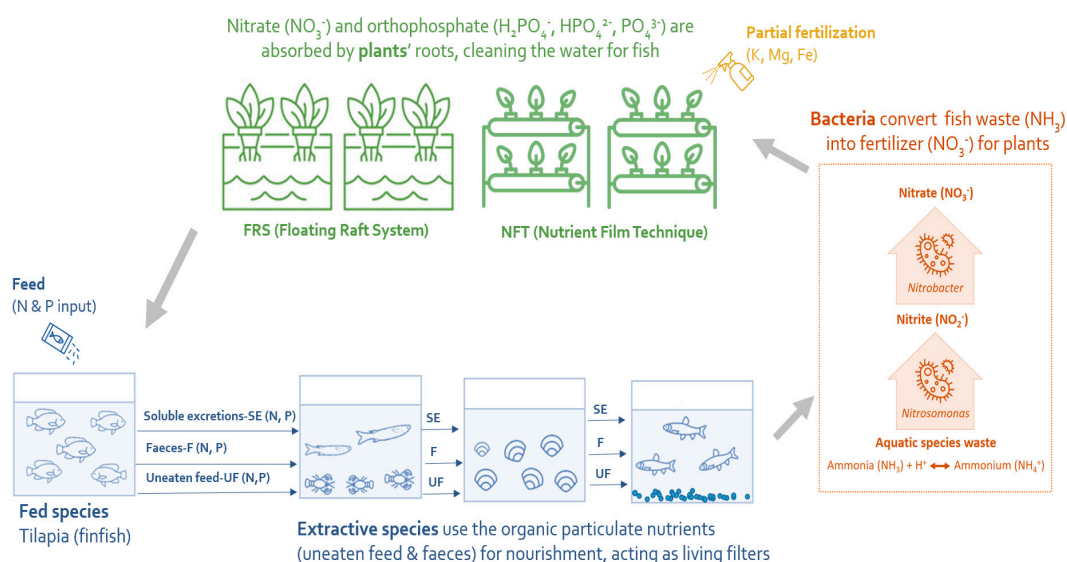 Nitrate (NO₃⁻) and orthophosphate (H₂PO₄⁻, HPO₄²⁻, PO₄³⁻) are
absorbed by plants' roots, cleaning the water for fish
Partial fertilization
(K, Mg, Fe)
Bacteria convert fish waste (NH₃)
into fertilizer (NO₃⁻) for plants
FRS (Floating Raft System)
NFT (Nutrient Film Technique)
Nitrate (NO₃⁻)
Nitrobacter
Nitrite (NO₂⁻)
Nitrosomonas
Aquatic species waste
Ammonia (NH₃) + H⁺ ↔ Ammonium (NH₄⁺)
Feed
(N & P input)
Soluble excretions-SE (N, P)
Faeces-F (N, P)
Uneaten feed-UF (N,P)
SE
F
UF
SE
F
UF
Fed species
Tilapia (finfish)
Extractive species use the organic particulate nutrients
(uneaten feed & faeces) for nourishment, acting as living filters